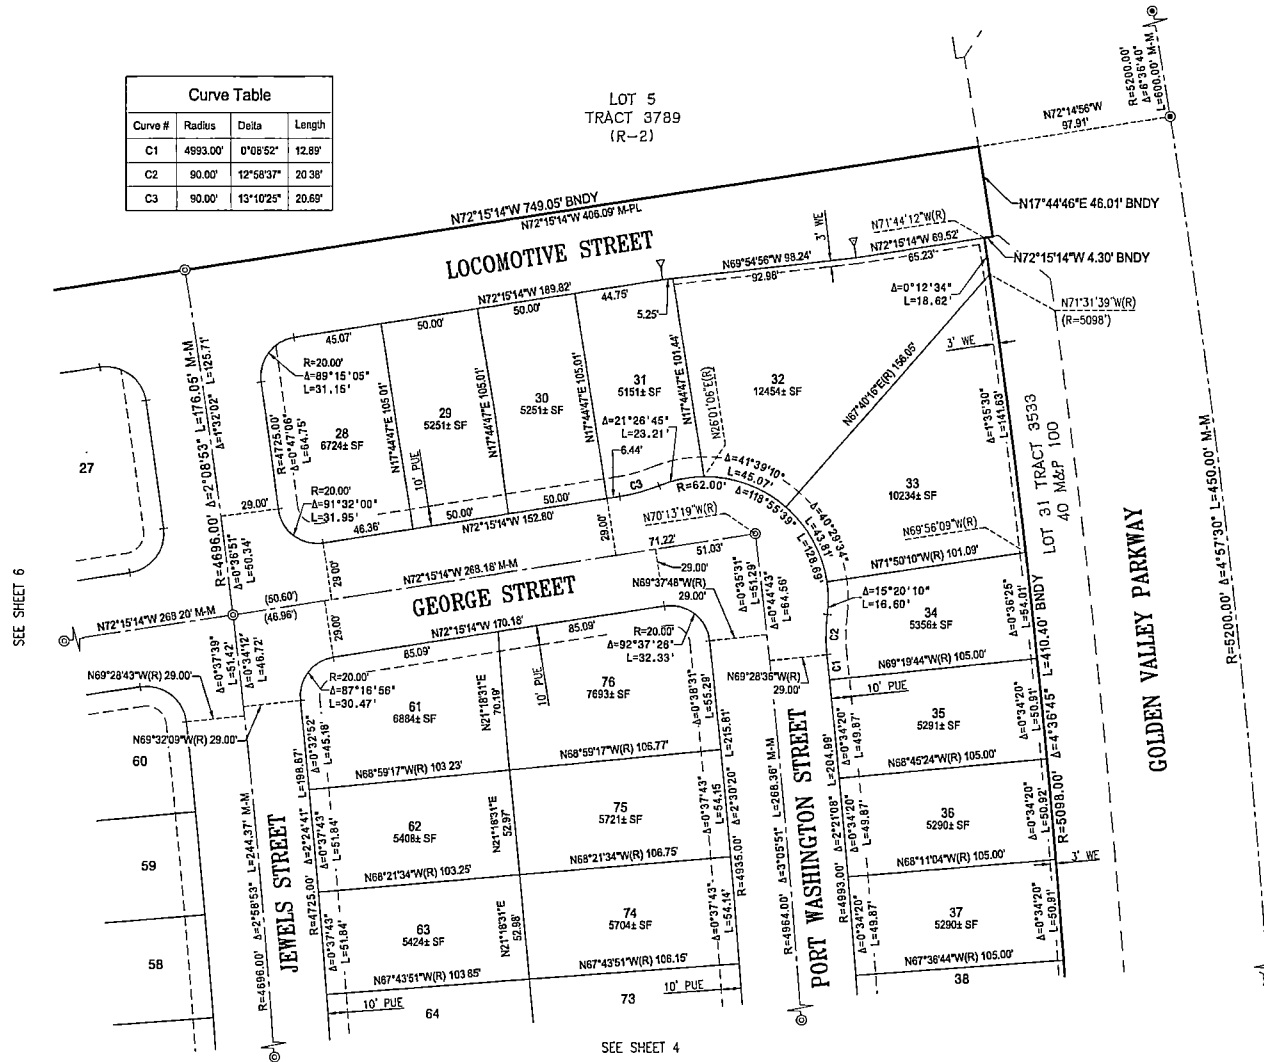 Curve Table
Curve # Radius Delta Length
C1 4993.00' 0°08'52" 12.89'
C2 90.00' 12°58'37" 20.38'
C3 90.00' 13°10'25" 20.69'
LOT 5
TRACT 3789
(R-2)
R=5200.00'
Δ=6°36'40"
L=600.00' M-M
N72°14'56"W
97.91'
N17°44'46"E 46.01' BNDY
N72°15'14"W 749.05' BNDY
N72°15'14"W 406.09' M-PL
LOCOMOTIVE STREET
3' WE
N71°44'12"W(R)
N72°15'14"W 69.52'
65.23'
N72°15'14"W 4.30' BNDY
N69°54'56"W 98.24'
92.98'
Δ=0°12'34"
L=18.62'
N71°31'39"W(R)
(R=5098')
N72°15'14"W 189.82'
45.07'
50.00'
50.00'
44.75'
5.25'
3' WE
Δ=1°32'02" L=125.71'
Δ=2°08'53" L=176.05' M-M
R=4696.00'
R=20.00'
Δ=89°15'05"
L=31.15'
R=4725.00'
Δ=0°47'06"
L=64.75'
28
6724± SF
N17°44'47"E 105.01'
29
5251± SF
N17°44'47"E 105.01'
30
5251± SF
N17°44'47"E 105.01'
31
5151± SF
N17°44'47"E 101.44'
32
12454± SF
N67°40'16"E(R) 156.05'
Δ=21°26'45"
L=23.21'
6.44'
N26°01'06"E(R)
27
29.00'
R=20.00'
Δ=91°32'00"
L=31.95'
10' PUE
46.36'
50.00'
50.00'
N72°15'14"W 152.80'
C3
R=62.00'
Δ=41°39'10"
L=45.07'
Δ=118°55'39"
L=128.69'
Δ=40°29'34"
L=43.81'
33
10234± SF
Δ=1°35'30"
L=141.63'
LOT 31 TRACT 3533
40 M&P 100
N69°56'09"W(R)
N71°50'10"W(R) 101.09'
N70°13'19"W(R)
29.00'
71.22'
51.03'
29.00'
Δ=0°36'51"
L=50.34'
29.00'
29.00'
N72°15'14"W 268.18' M-M
GEORGE STREET
N69°37'48"W(R)
29.00'
Δ=0°35'31"
L=51.29'
Δ=0°44'43"
L=64.56'
Δ=15°20'10"
L=16.60'
34
5356± SF
Δ=0°36'25"
L=54.01'
N72°15'14"W 269.20' M-M
(50.60')
(46.96')
N72°15'14"W 170.18'
85.09'
85.09'
R=20.00'
Δ=92°37'26"
L=32.33'
C2
C1
N69°19'44"W(R) 105.00'
10' PUE
N69°28'36"W(R)
29.00'
Δ=0°37'39"
L=51.42'
Δ=0°34'12"
L=46.72'
N69°28'43"W(R) 29.00'
N69°32'09"W(R) 29.00'
R=20.00'
Δ=87°16'56"
L=30.47'
61
6884± SF
N21°18'31"E
70.19'
10' PUE
76
7693± SF
Δ=0°38'31"
L=55.29'
Δ=0°32'52"
L=45.18'
35
5291± SF
Δ=0°34'20"
L=49.87'
Δ=0°34'20"
L=50.91'
N68°45'24"W(R) 105.00'
60
N68°59'17"W(R) 103.23'
N68°59'17"W(R) 106.77'
62
5408± SF
N21°18'31"E
52.97'
75
5721± SF
Δ=0°37'43"
L=54.15
Δ=0°37'43"
L=51.84'
36
5290± SF
Δ=0°34'20"
L=49.87'
Δ=0°34'20"
L=50.92'
N68°11'04"W(R) 105.00'
3' WE
59
N68°21'34"W(R) 103.25'
N68°21'34"W(R) 106.75'
63
5424± SF
N21°18'31"E
52.98'
74
5704± SF
Δ=0°37'43"
L=54.14'
Δ=0°37'43"
L=51.84'
37
5290± SF
Δ=0°34'20"
L=49.87'
Δ=0°34'20"
L=50.91'
N67°36'44"W(R) 105.00'
58
N67°43'51"W(R) 103.65'
N67°43'51"W(R) 106.15'
10' PUE
64
73
10' PUE
38
R=4696.00' Δ=2°58'53" L=244.37' M-M
JEWELS STREET
R=4725.00' Δ=2°24'41" L=198.67'
R=4935.00' Δ=2°30'20" L=215.81'
R=4964.00' Δ=3°05'51" L=268.36' M-M
PORT WASHINGTON STREET
R=4993.00' Δ=2°21'08" L=204.99'
R=5098.00' Δ=4°36'45" L=410.40' BNDY
GOLDEN VALLEY PARKWAY
R=5200.00' Δ=4°57'30" L=450.00' M-M
SEE SHEET 6
SEE SHEET 4